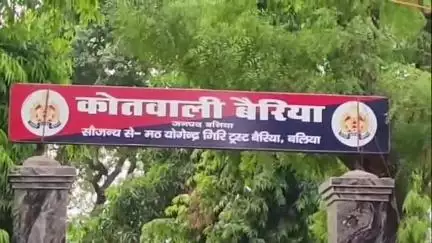 कोतवाली बैरिया
जनपद बलिया
सौजन्य से- मठ योगेन्द्र गिरि ट्रस्ट बैरिया, बलिया